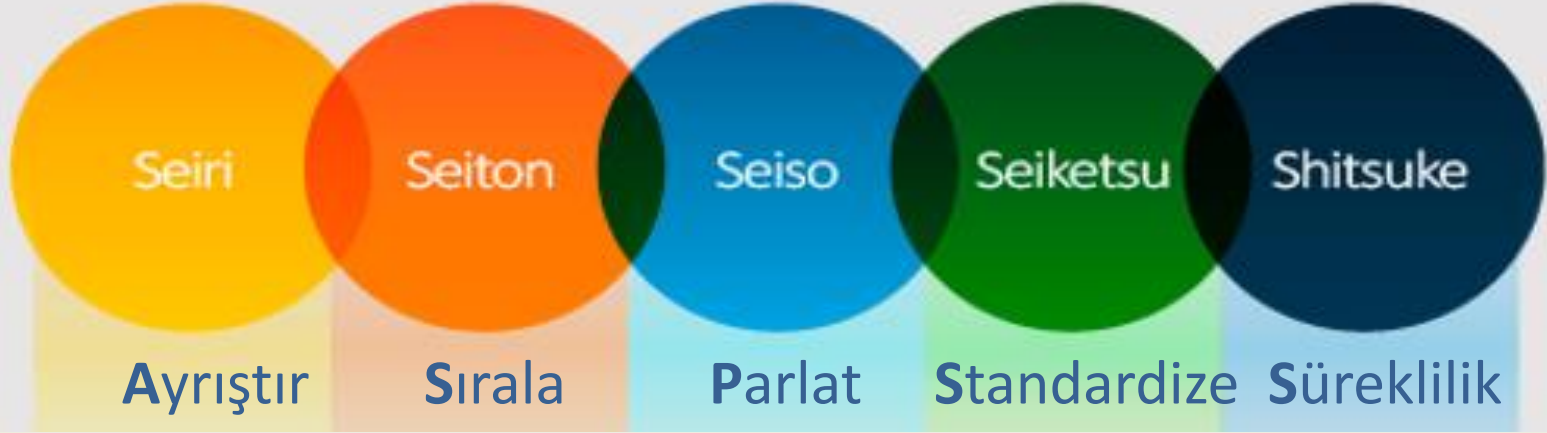 Seiri Seiton Seiso Seiketsu Shitsuke
Ayrıştır Sırala Parlat Standardize Süreklilik